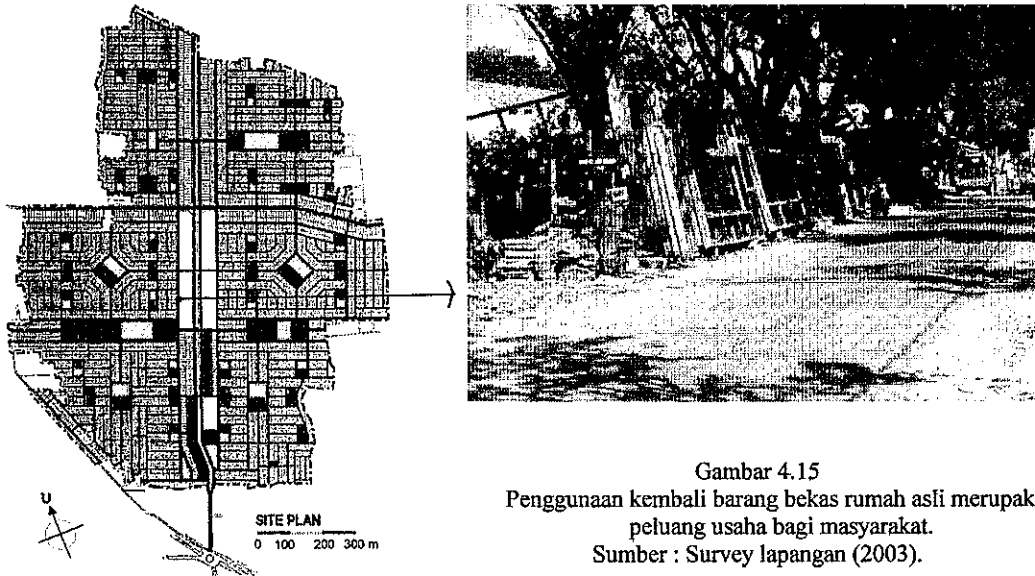 U
SITE PLAN
0 100 200 300 m
Gambar 4.15
Penggunaan kembali barang bekas rumah asli merupak
peluang usaha bagi masyarakat.
Sumber : Survey lapangan (2003).